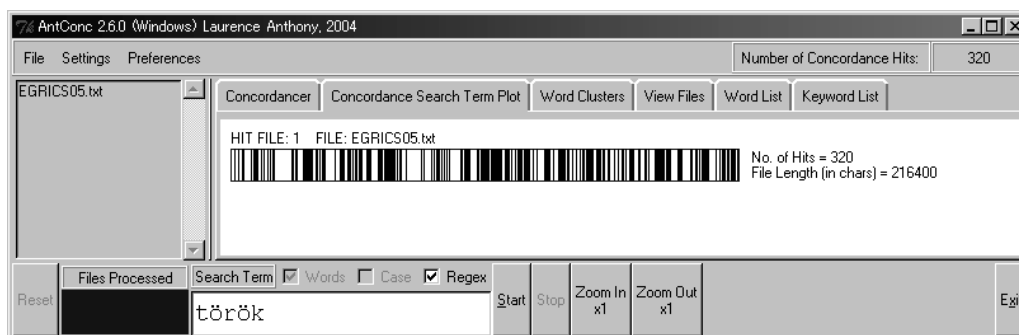 AntConc 2.6.0 (Windows) Laurence Anthony, 2004
File Settings Preferences Number of Concordance Hits: 320
EGRICS05.txt
Concordancer Concordance Search Term Plot Word Clusters View Files Word List Keyword List
HIT FILE: 1 FILE: EGRICS05.txt
No. of Hits = 320
File Length (in chars) = 216400
Files Processed Search Term Words Case Regex
Reset Start Stop Zoom In x1 Zoom Out x1
török